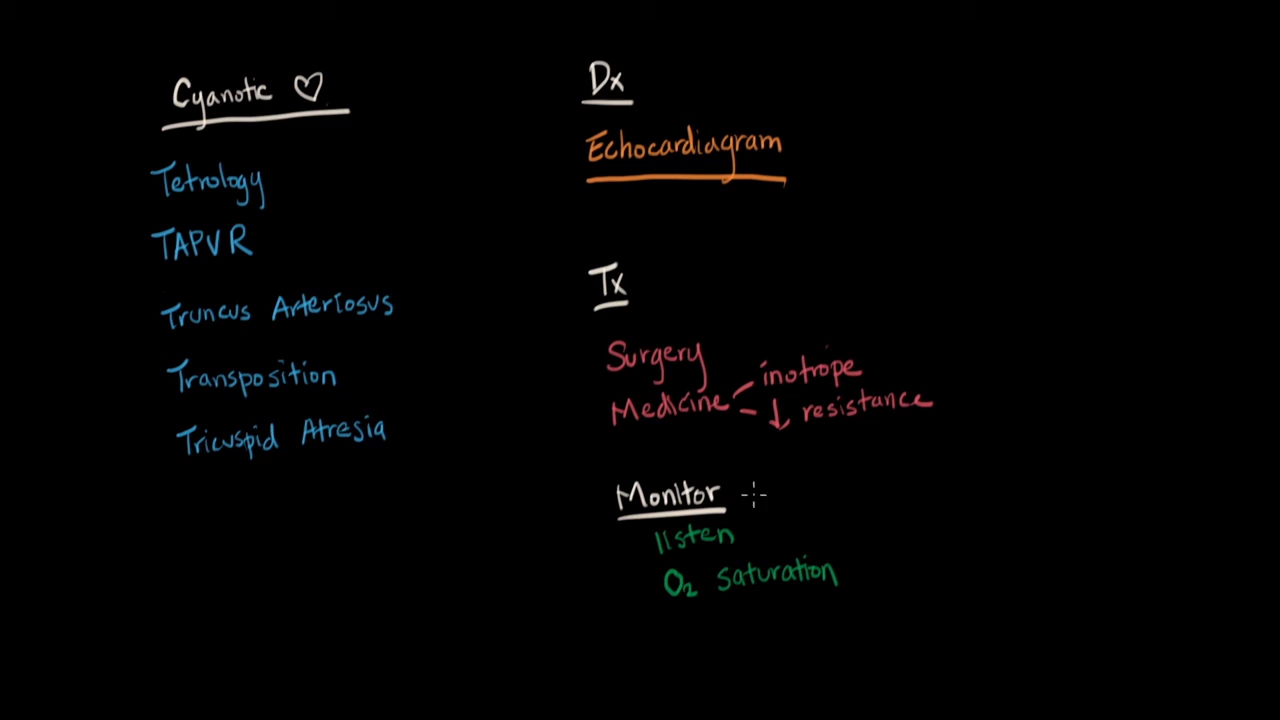 Cyanotic ♡
Tetrology
TAPVR
Truncus Arteriosus
Transposition
Tricuspid Atresia
Dx
Echocardiagram
Tx
Surgery
Medicine
inotrope
↓ resistance
Monitor
listen
O₂ saturation